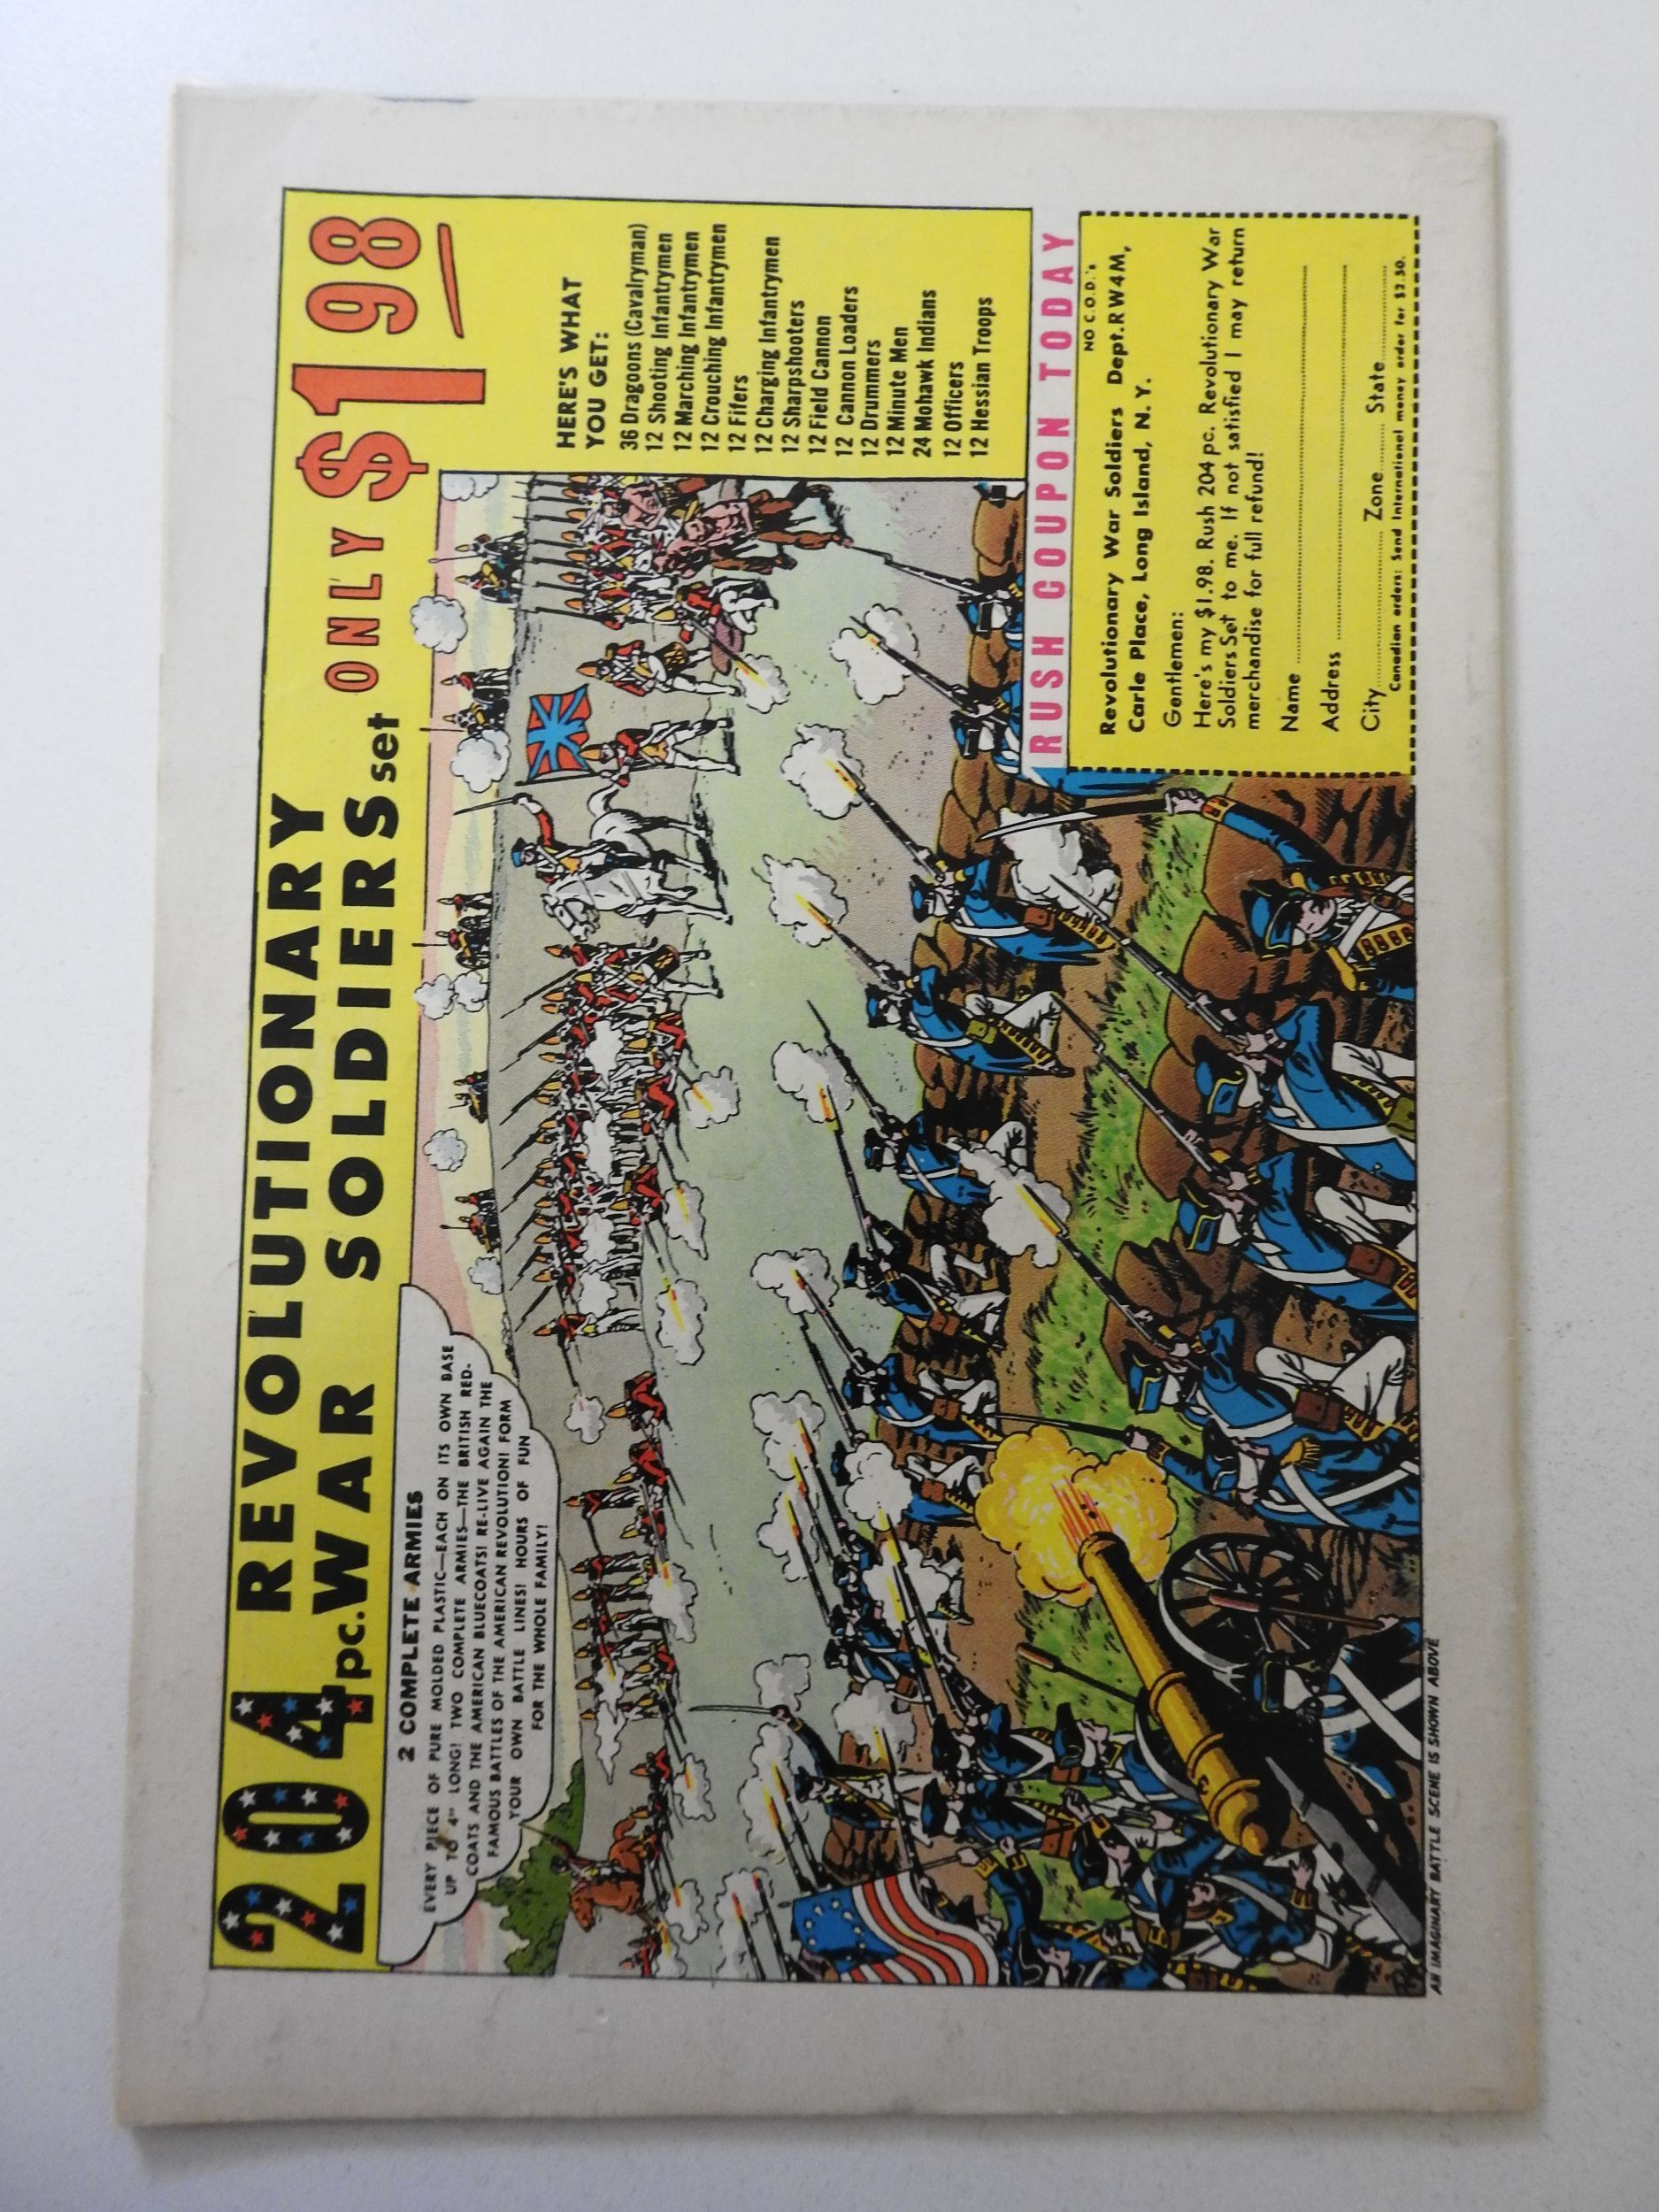 204 REVOLUTIONARY
pc. WAR SOLDIERS set ONLY $1 98
2 COMPLETE ARMIES
EVERY PIECE OF PURE MOLDED PLASTIC—EACH ON ITS OWN BASE
UP TO 4" LONG! TWO COMPLETE ARMIES—THE BRITISH RED-
COATS AND THE AMERICAN BLUECOATS! RE-LIVE AGAIN THE
FAMOUS BATTLES OF THE AMERICAN REVOLUTION! FORM
YOUR OWN BATTLE LINES! HOURS OF FUN
FOR THE WHOLE FAMILY!
HERE'S WHAT
YOU GET:
36 Dragoons (Cavalryman)
12 Shooting Infantrymen
12 Marching Infantrymen
12 Crouching Infantrymen
12 Fifers
12 Charging Infantrymen
12 Sharpshooters
12 Field Cannon
12 Cannon Loaders
12 Drummers
12 Minute Men
24 Mohawk Indians
12 Officers
12 Hessian Troops
RUSH COUPON TODAY
NO C.O.D.'s
Revolutionary War Soldiers Dept.RW4M,
Carle Place, Long Island, N. Y.
Gentlemen:
Here's my $1.98. Rush 204 pc. Revolutionary War
Soldiers Set to me. If not satisfied I may return
merchandise for full refund!
Name
Address
City Zone State
Canadian orders: Send International money order for $2.50.
AN IMAGINARY BATTLE SCENE IS SHOWN ABOVE